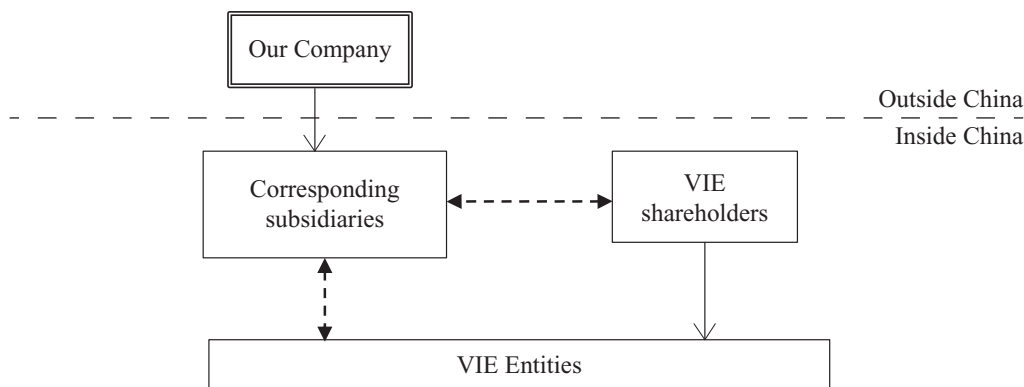 Our Company
Outside China
Inside China
Corresponding
subsidiaries
VIE
shareholders
VIE Entities